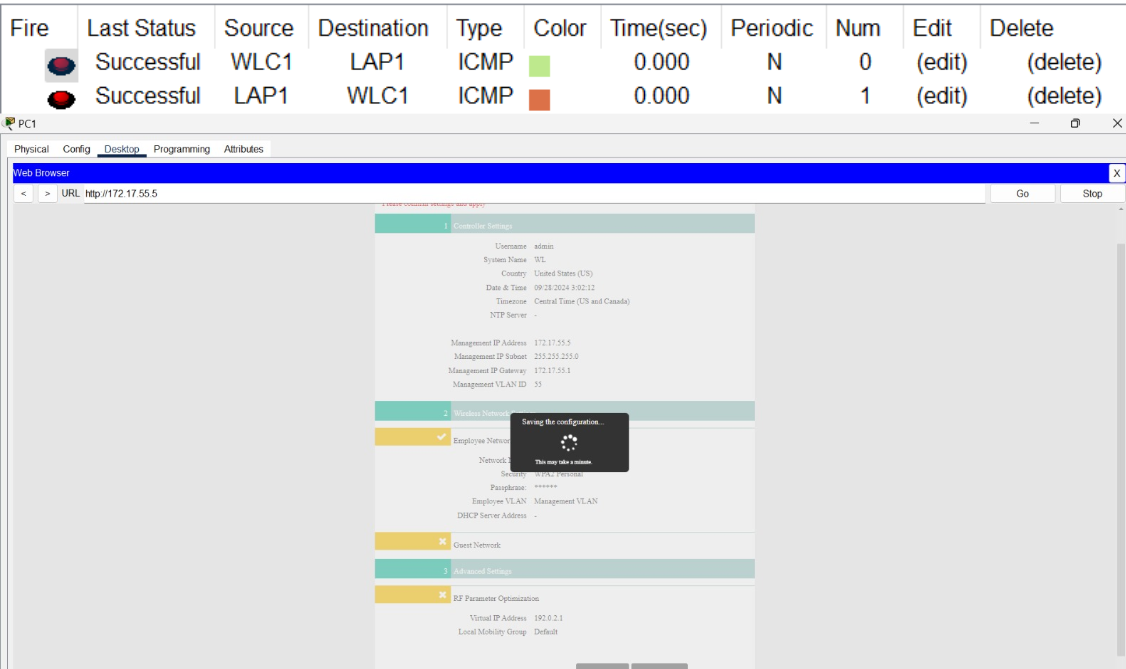 Fire Last Status Source Destination Type Color Time(sec) Periodic Num Edit Delete
Successful WLC1 LAP1 ICMP 0.000 N 0 (edit) (delete)
Successful LAP1 WLC1 ICMP 0.000 N 1 (edit) (delete)
PC1
Physical Config Desktop Programming Attributes
Web Browser X
< > URL http://172.17.55.5 Go Stop
Please confirm settings and apply
1 Controller Settings
Username admin
System Name WL
Country United States (US)
Date & Time 09/28/2024 3:02:12
Timezone Central Time (US and Canada)
NTP Server -
Management IP Address 172.17.55.5
Management IP Subnet 255.255.255.0
Management IP Gateway 172.17.55.1
Management VLAN ID 55
2 Wireless Network
Saving the configuration...
Employee Networ
Network
This may take a minute.
Security WPA2 Personal
Passphrase: ******
Employee VLAN Management VLAN
DHCP Server Address -
Guest Network
3 Advanced Settings
RF Parameter Optimization
Virtual IP Address 192.0.2.1
Local Mobility Group Default